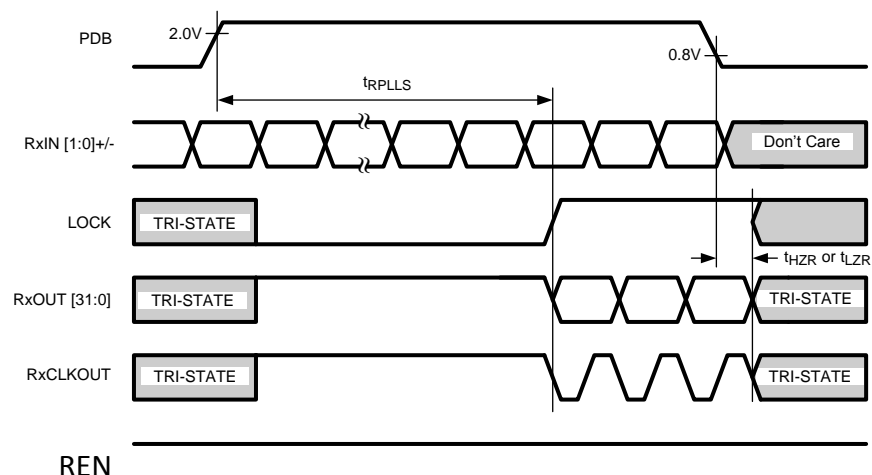 PDB
2.0V
0.8V
tRPLLS
RxIN [1:0]+/-
Don't Care
LOCK
TRI-STATE
tHZR or tLZR
RxOUT [31:0]
TRI-STATE
TRI-STATE
RxCLKOUT
TRI-STATE
TRI-STATE
REN